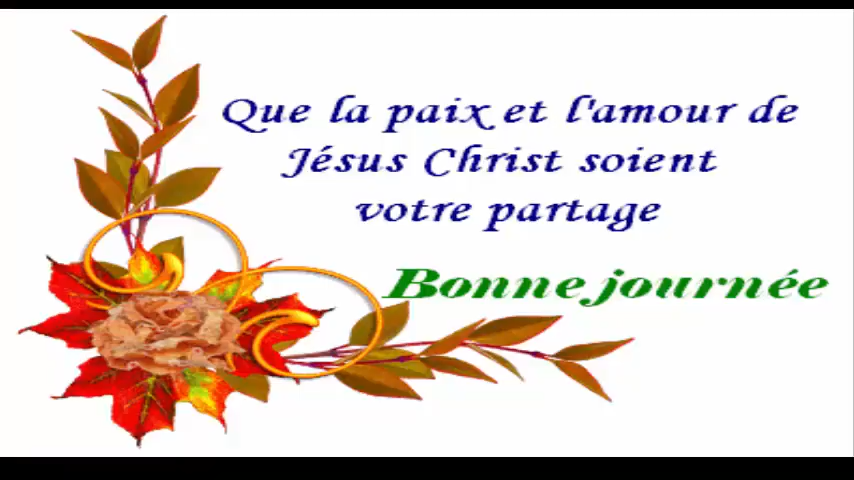 Que la paix et l'amour de
Jésus Christ soient
votre partage
Bonne journée